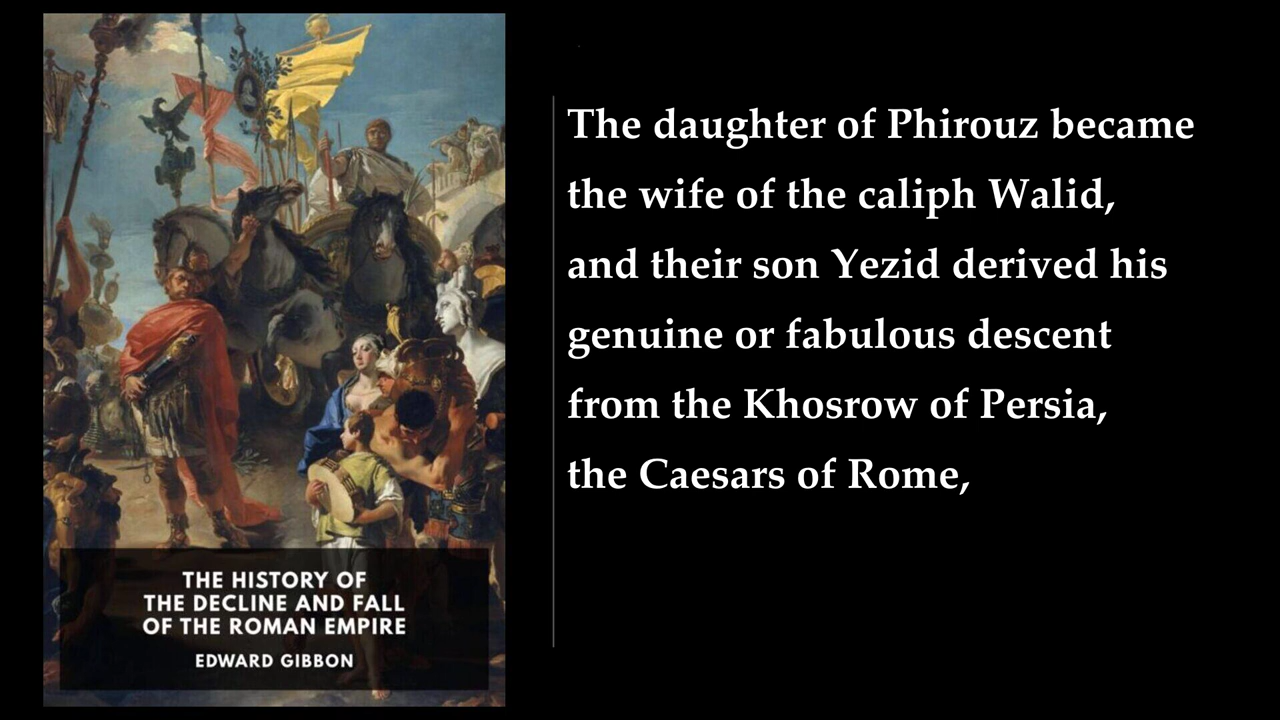 The daughter of Phirouz became
the wife of the caliph Walid,
and their son Yezid derived his
genuine or fabulous descent
from the Khosrow of Persia,
the Caesars of Rome,
THE HISTORY OF
THE DECLINE AND FALL
OF THE ROMAN EMPIRE
EDWARD GIBBON